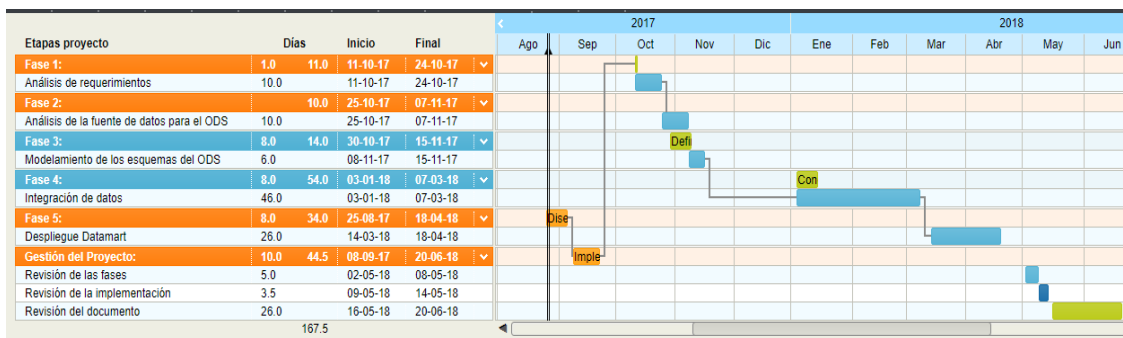 2017 2018
Etapas proyecto Días Inicio Final Ago Sep Oct Nov Dic Ene Feb Mar Abr May Jun
Fase 1: 1.0 11.0 11-10-17 24-10-17
Análisis de requerimientos 10.0 11-10-17 24-10-17
Fase 2: 10.0 25-10-17 07-11-17
Análisis de la fuente de datos para el ODS 10.0 25-10-17 07-11-17
Fase 3: 8.0 14.0 30-10-17 15-11-17 Defi
Modelamiento de los esquemas del ODS 6.0 08-11-17 15-11-17
Fase 4: 8.0 54.0 03-01-18 07-03-18 Con
Integración de datos 46.0 03-01-18 07-03-18
Fase 5: 8.0 34.0 25-08-17 18-04-18 Dise
Despliegue Datamart 26.0 14-03-18 18-04-18
Gestión del Proyecto: 10.0 44.5 08-09-17 20-06-18 Imple
Revisión de las fases 5.0 02-05-18 08-05-18
Revisión de la implementación 3.5 09-05-18 14-05-18
Revisión del documento 26.0 16-05-18 20-06-18
167.5